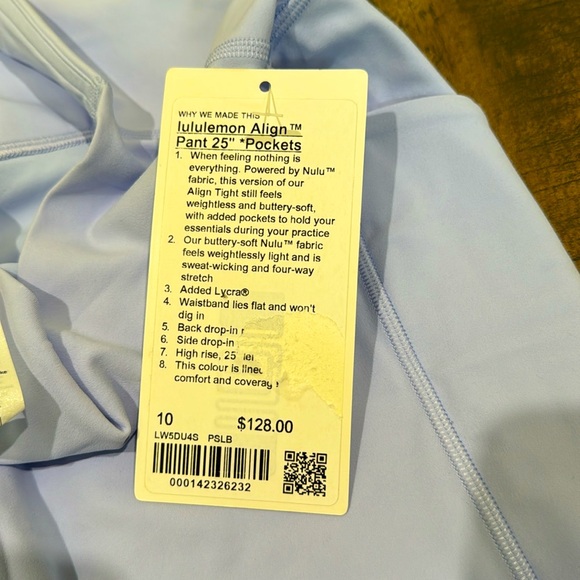 WHY WE MADE THIS
lululemon Align™
Pant 25" *Pockets
1. When feeling nothing is
everything. Powered by Nulu™
fabric, this version of our
Align Tight still feels
weightless and buttery-soft,
with added pockets to hold your
essentials during your practice
2. Our buttery-soft Nulu™ fabric
feels weightlessly light and is
sweat-wicking and four-way
stretch
3. Added Lycra®
4. Waistband lies flat and won't
dig in
5. Back drop-in
6. Side drop-in
7. High rise, 25"
8. This colour is
comfort and coverage
10 $128.00
LW5DU4S PSLB
000142326232